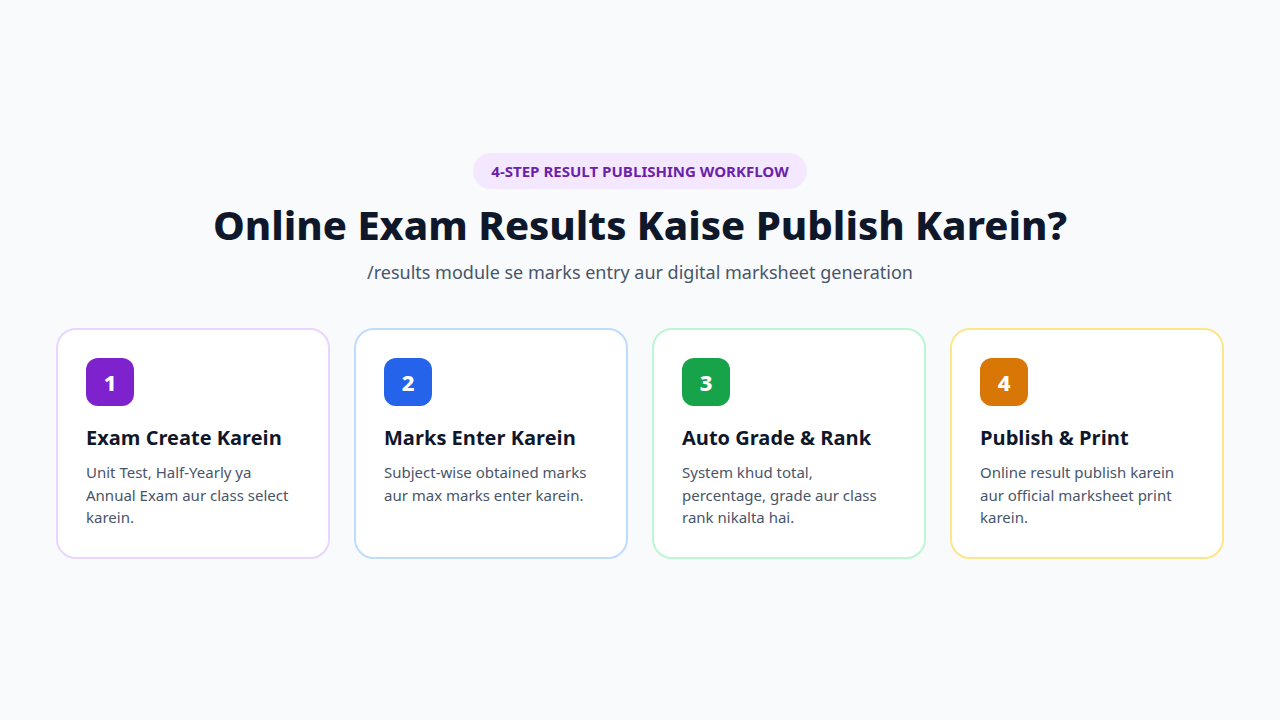 4-STEP RESULT PUBLISHING WORKFLOW
Online Exam Results Kaise Publish Karein?
/results module se marks entry aur digital marksheet generation
1
Exam Create Karein
Unit Test, Half-Yearly ya
Annual Exam aur class select
karein.
2
Marks Enter Karein
Subject-wise obtained marks
aur max marks enter karein.
3
Auto Grade & Rank
System khud total,
percentage, grade aur class
rank nikalta hai.
4
Publish & Print
Online result publish karein
aur official marksheet print
karein.